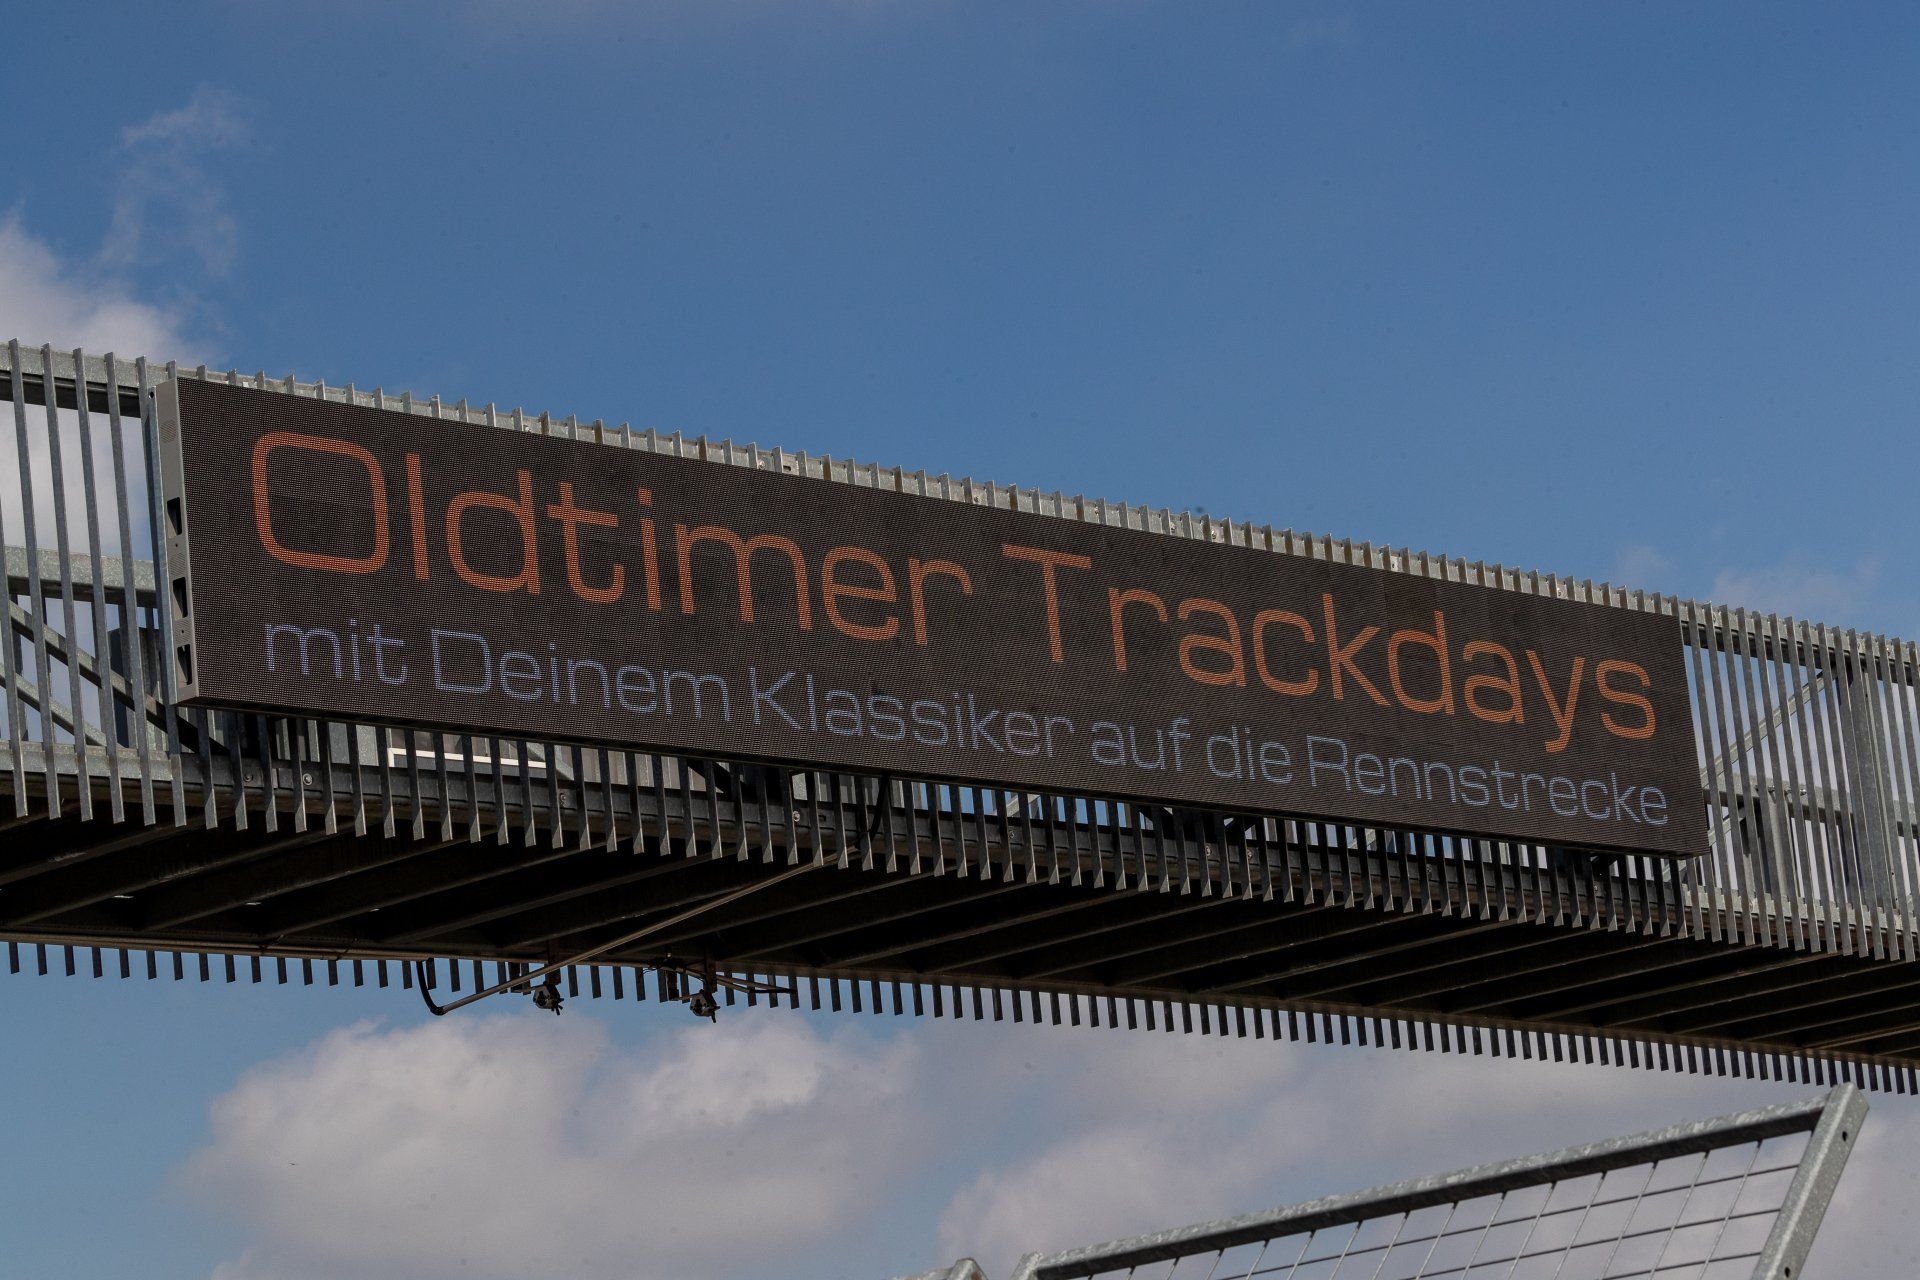 Oldtimer Trackdays
mit Deinem Klassiker auf die Rennstrecke